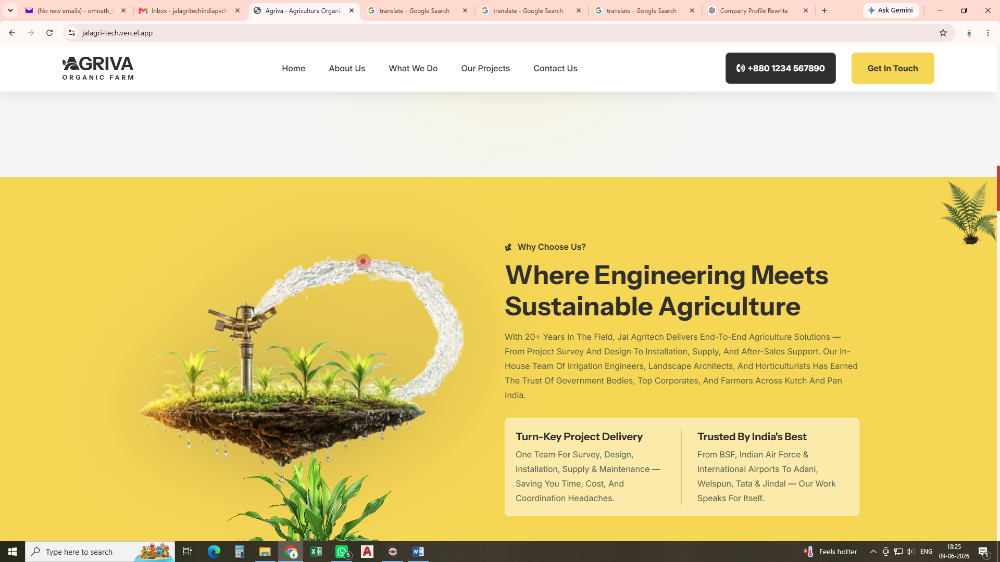 (No new emails) - omnath_i
Inbox - jalagritechindiapvtlt
Agriva - Agriculture Organic
translate - Google Search
translate - Google Search
translate - Google Search
Company Profile Rewrite
Ask Gemini
jalagri-tech.vercel.app
AGRIVA
ORGANIC FARM
Home
About Us
What We Do
Our Projects
Contact Us
+880 1234 567890
Get In Touch
Why Choose Us?
Where Engineering Meets
Sustainable Agriculture
With 20+ Years In The Field, Jal Agritech Delivers End-To-End Agriculture Solutions —
From Project Survey And Design To Installation, Supply, And After-Sales Support. Our In-
House Team Of Irrigation Engineers, Landscape Architects, And Horticulturists Has Earned
The Trust Of Government Bodies, Top Corporates, And Farmers Across Kutch And Pan
India.
Turn-Key Project Delivery
One Team For Survey, Design,
Installation, Supply & Maintenance —
Saving You Time, Cost, And
Coordination Headaches.
Trusted By India's Best
From BSF, Indian Air Force &
International Airports To Adani,
Welspun, Tata & Jindal — Our Work
Speaks For Itself.
Type here to search
5
Feels hotter
ENG
18:25
09-06-2026
1